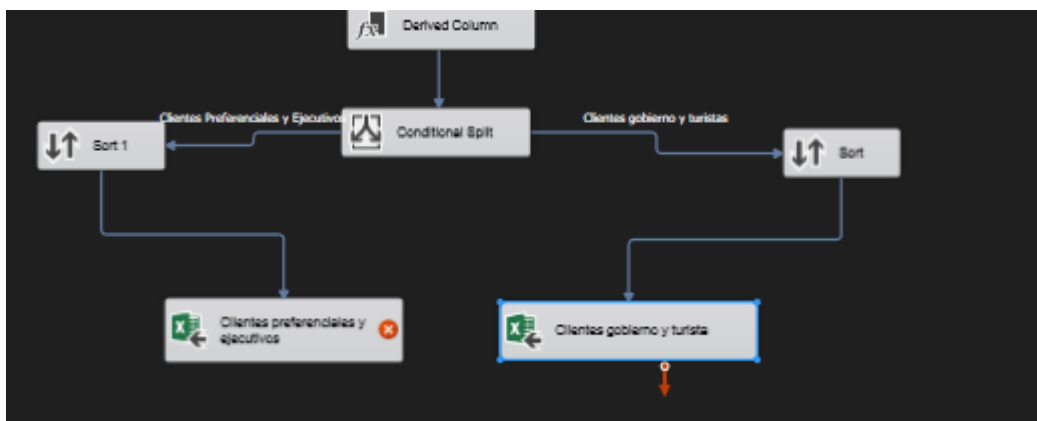 Derived Column
Clientes Preferenciales y Ejecutivos
Conditional Split
Clientes gobierno y turistas
Sort 1
Sort
Clientes preferenciales y
ejecutivos
Clientes gobierno y turista